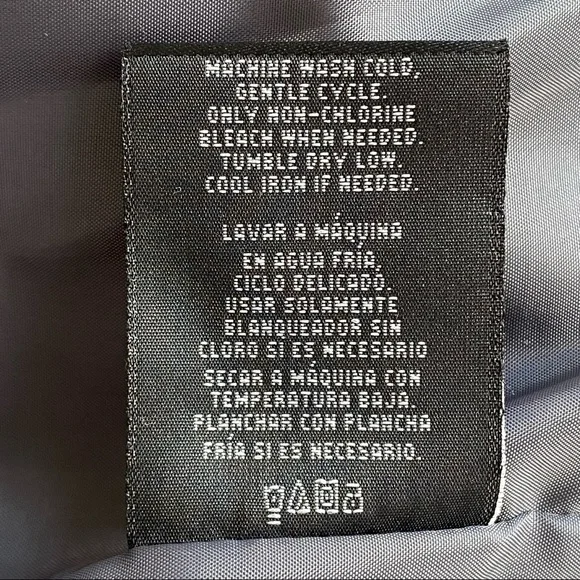 MACHINE WASH COLD,
GENTLE CYCLE.
ONLY NON-CHLORINE
BLEACH WHEN NEEDED.
TUMBLE DRY LOW.
COOL IRON IF NEEDED.
LAVAR A MÁQUINA
EN AGUA FRÍA,
CICLO DELICADO.
USAR SOLAMENTE
BLANQUEADOR SIN
CLORO SI ES NECESARIO
SECAR A MÁQUINA CON
TEMPERATURA BAJA.
PLANCHAR CON PLANCHA
FRÍA SI ES NECESARIO.